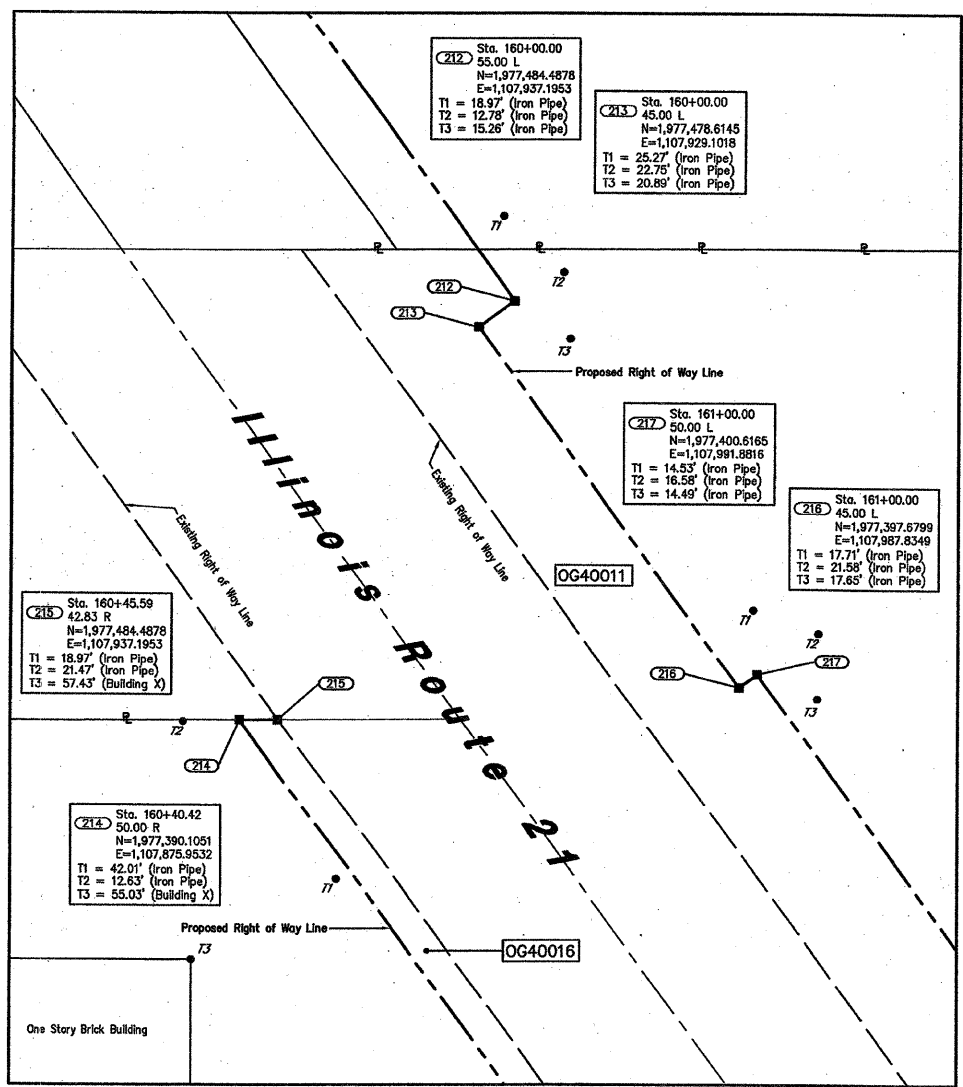 212 Sta. 160+00.00
55.00 L
N=1,977,484.4878
E=1,107,937.1953
T1 = 18.97' (Iron Pipe)
T2 = 12.78' (Iron Pipe)
T3 = 15.26' (Iron Pipe)
213 Sta. 160+00.00
45.00 L
N=1,977,478.6145
E=1,107,929.1018
T1 = 25.27' (Iron Pipe)
T2 = 22.75' (Iron Pipe)
T3 = 20.89' (Iron Pipe)
T1
PL PL PL PL
T2
212
213
T3
Proposed Right of Way Line
217 Sta. 161+00.00
50.00 L
N=1,977,400.6165
E=1,107,991.8816
T1 = 14.53' (Iron Pipe)
T2 = 16.58' (Iron Pipe)
T3 = 14.49' (Iron Pipe)
216 Sta. 161+00.00
45.00 L
N=1,977,397.6799
E=1,107,987.8349
T1 = 17.71' (Iron Pipe)
T2 = 21.58' (Iron Pipe)
T3 = 17.65' (Iron Pipe)
Illinois Route 21
Existing Right of Way Line
Existing Right of Way Line
OG40011
215 Sta. 160+45.59
42.83 R
N=1,977,484.4878
E=1,107,937.1953
T1 = 18.97' (Iron Pipe)
T2 = 21.47' (Iron Pipe)
T3 = 57.43' (Building X)
T1
T2
216
217
T3
215
PL
T2
214
214 Sta. 160+40.42
50.00 R
N=1,977,390.1051
E=1,107,875.9532
T1 = 42.01' (Iron Pipe)
T2 = 12.63' (Iron Pipe)
T3 = 55.03' (Building X)
T1
Proposed Right of Way Line
T3
OG40016
One Story Brick Building